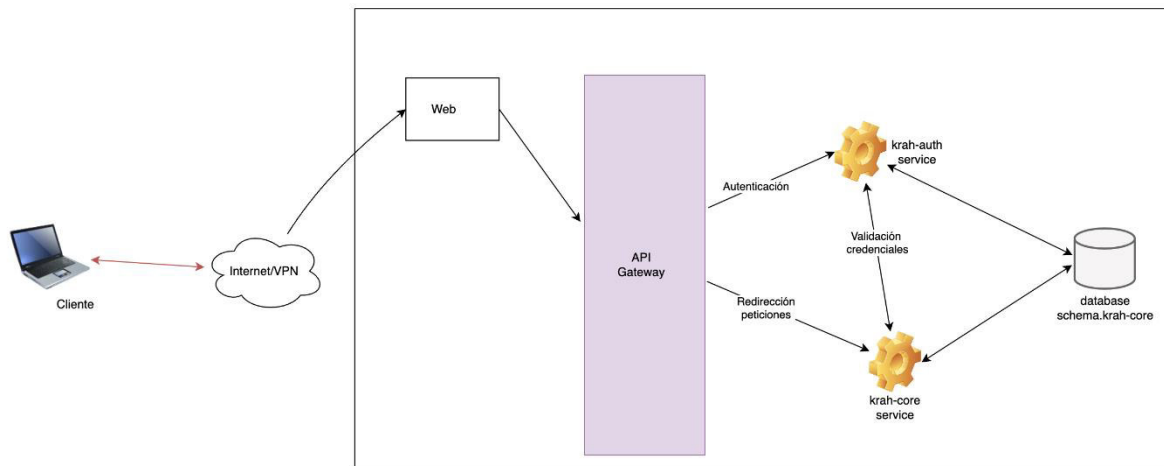 Web
krah-auth
service
Autenticación
Internet/VPN
Cliente
API
Gateway
Validación
credenciales
Redirección
peticiones
database
schema.krah-core
krah-core
service